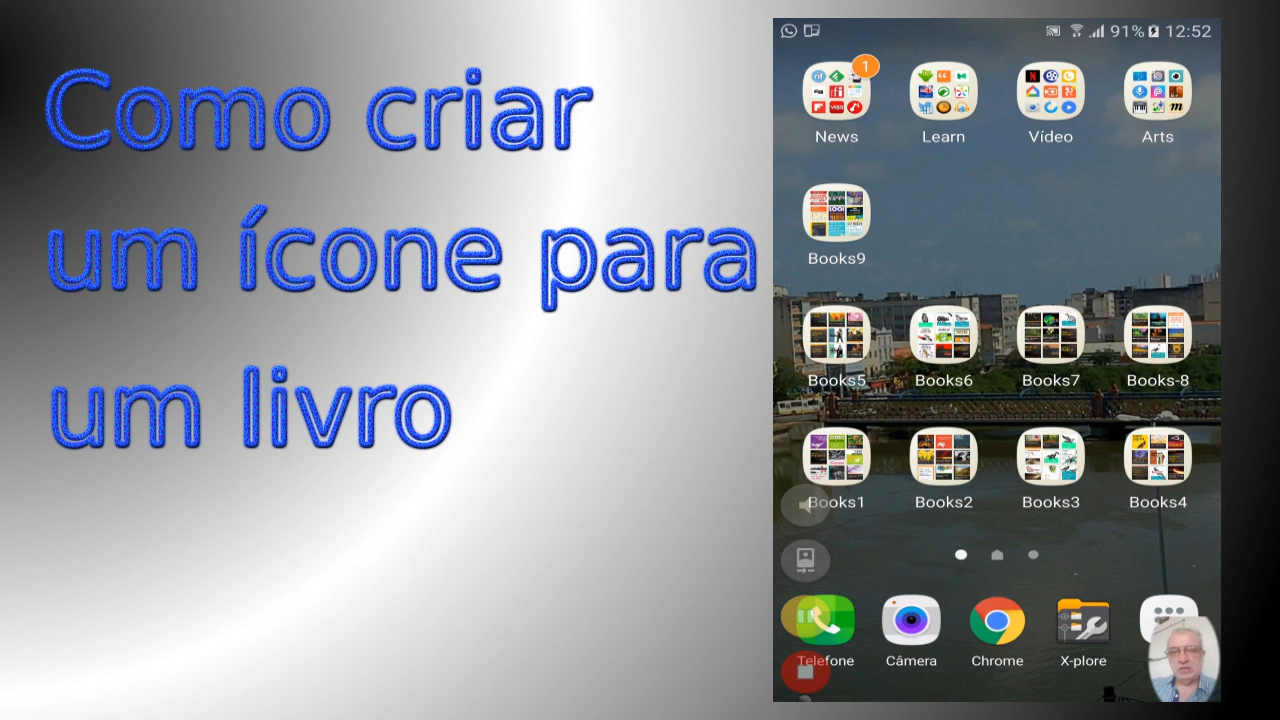 Como criar
um ícone para
um livro
91% 12:52
1
News Learn Vídeo Arts
Books9
Books5 Books6 Books7 Books-8
Books1 Books2 Books3 Books4
Telefone Câmera Chrome X-plore